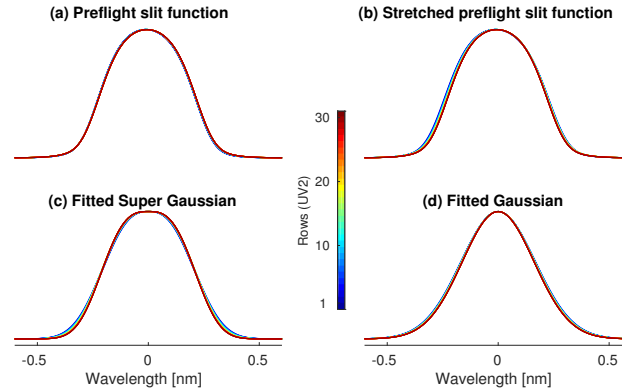 (a) Preflight slit function
(b) Stretched preflight slit function
30
20
10
1
Rows (UV2)
(c) Fitted Super Gaussian
(d) Fitted Gaussian
-0.5
0
0.5
-0.5
0
0.5
Wavelength [nm]
Wavelength [nm]